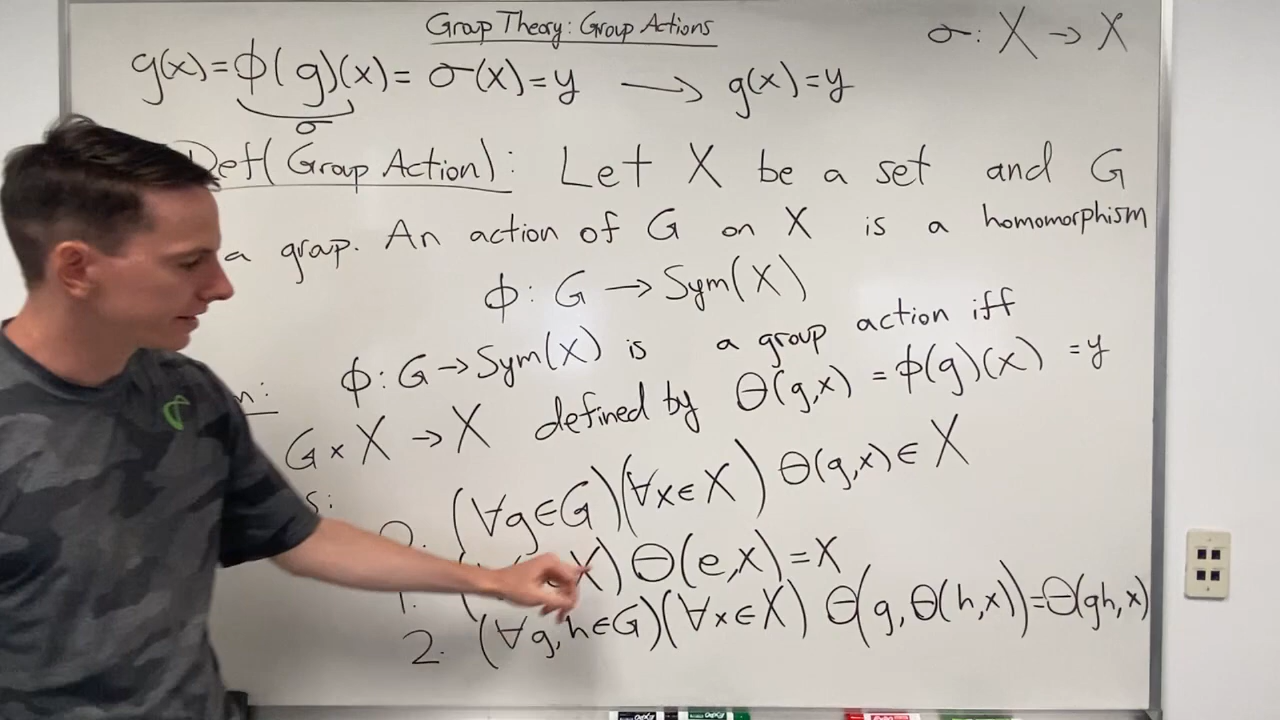 Group Theory: Group Actions
σ: X → X
g(x) = ϕ(g)(x) = σ(x) = y → g(x) = y
σ
Def(Group Action): Let X be a set and G
a group. An action of G on X is a homomorphism
ϕ: G → Sym(X)
ϕ: G → Sym(X) is a group action iff
G × X → X defined by Θ(g,x) = ϕ(g)(x) = y
s:
0. (∀g∈G)(∀x∈X) Θ(g,x) ∈ X
1. X) Θ(e,x) = x
2. (∀g,h∈G)(∀x∈X) Θ(g,Θ(h,x)) = Θ(gh,x)